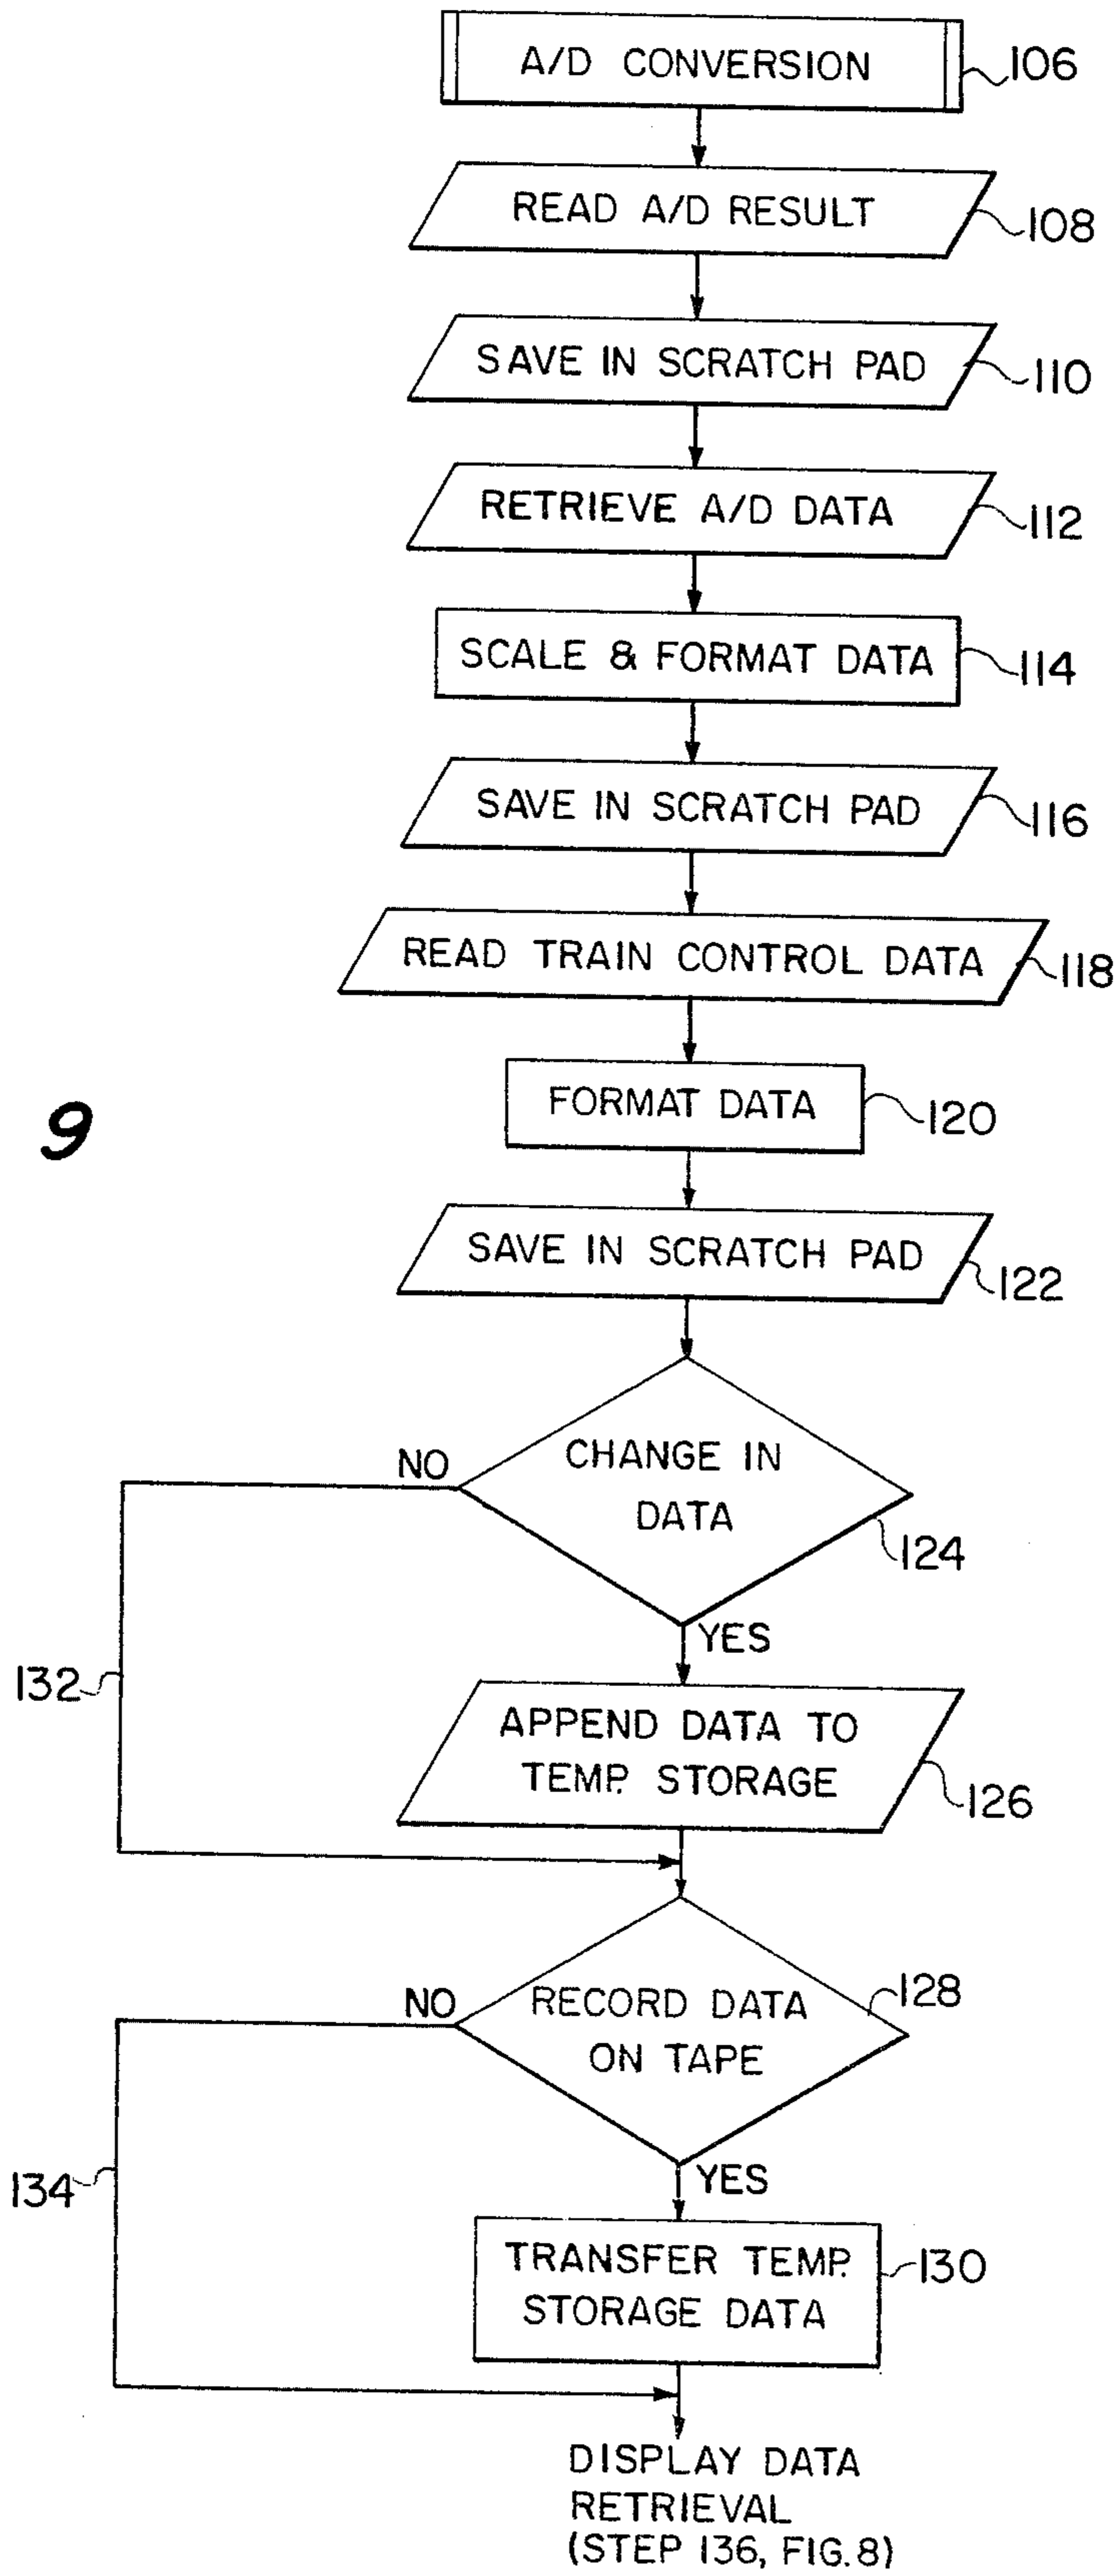 A/D CONVERSION
106
READ A/D RESULT
108
SAVE IN SCRATCH PAD
110
RETRIEVE A/D DATA
112
SCALE & FORMAT DATA
114
SAVE IN SCRATCH PAD
116
READ TRAIN CONTROL DATA
118
9
FORMAT DATA
120
SAVE IN SCRATCH PAD
122
NO
CHANGE IN
DATA
124
YES
132
APPEND DATA TO
TEMP. STORAGE
126
NO
RECORD DATA
ON TAPE
128
YES
134
TRANSFER TEMP.
STORAGE DATA
130
DISPLAY DATA
RETRIEVAL
(STEP 136, FIG.8)